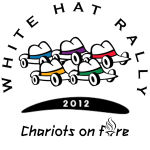 WHITE HAT RALLY
2012
Chariots on fire